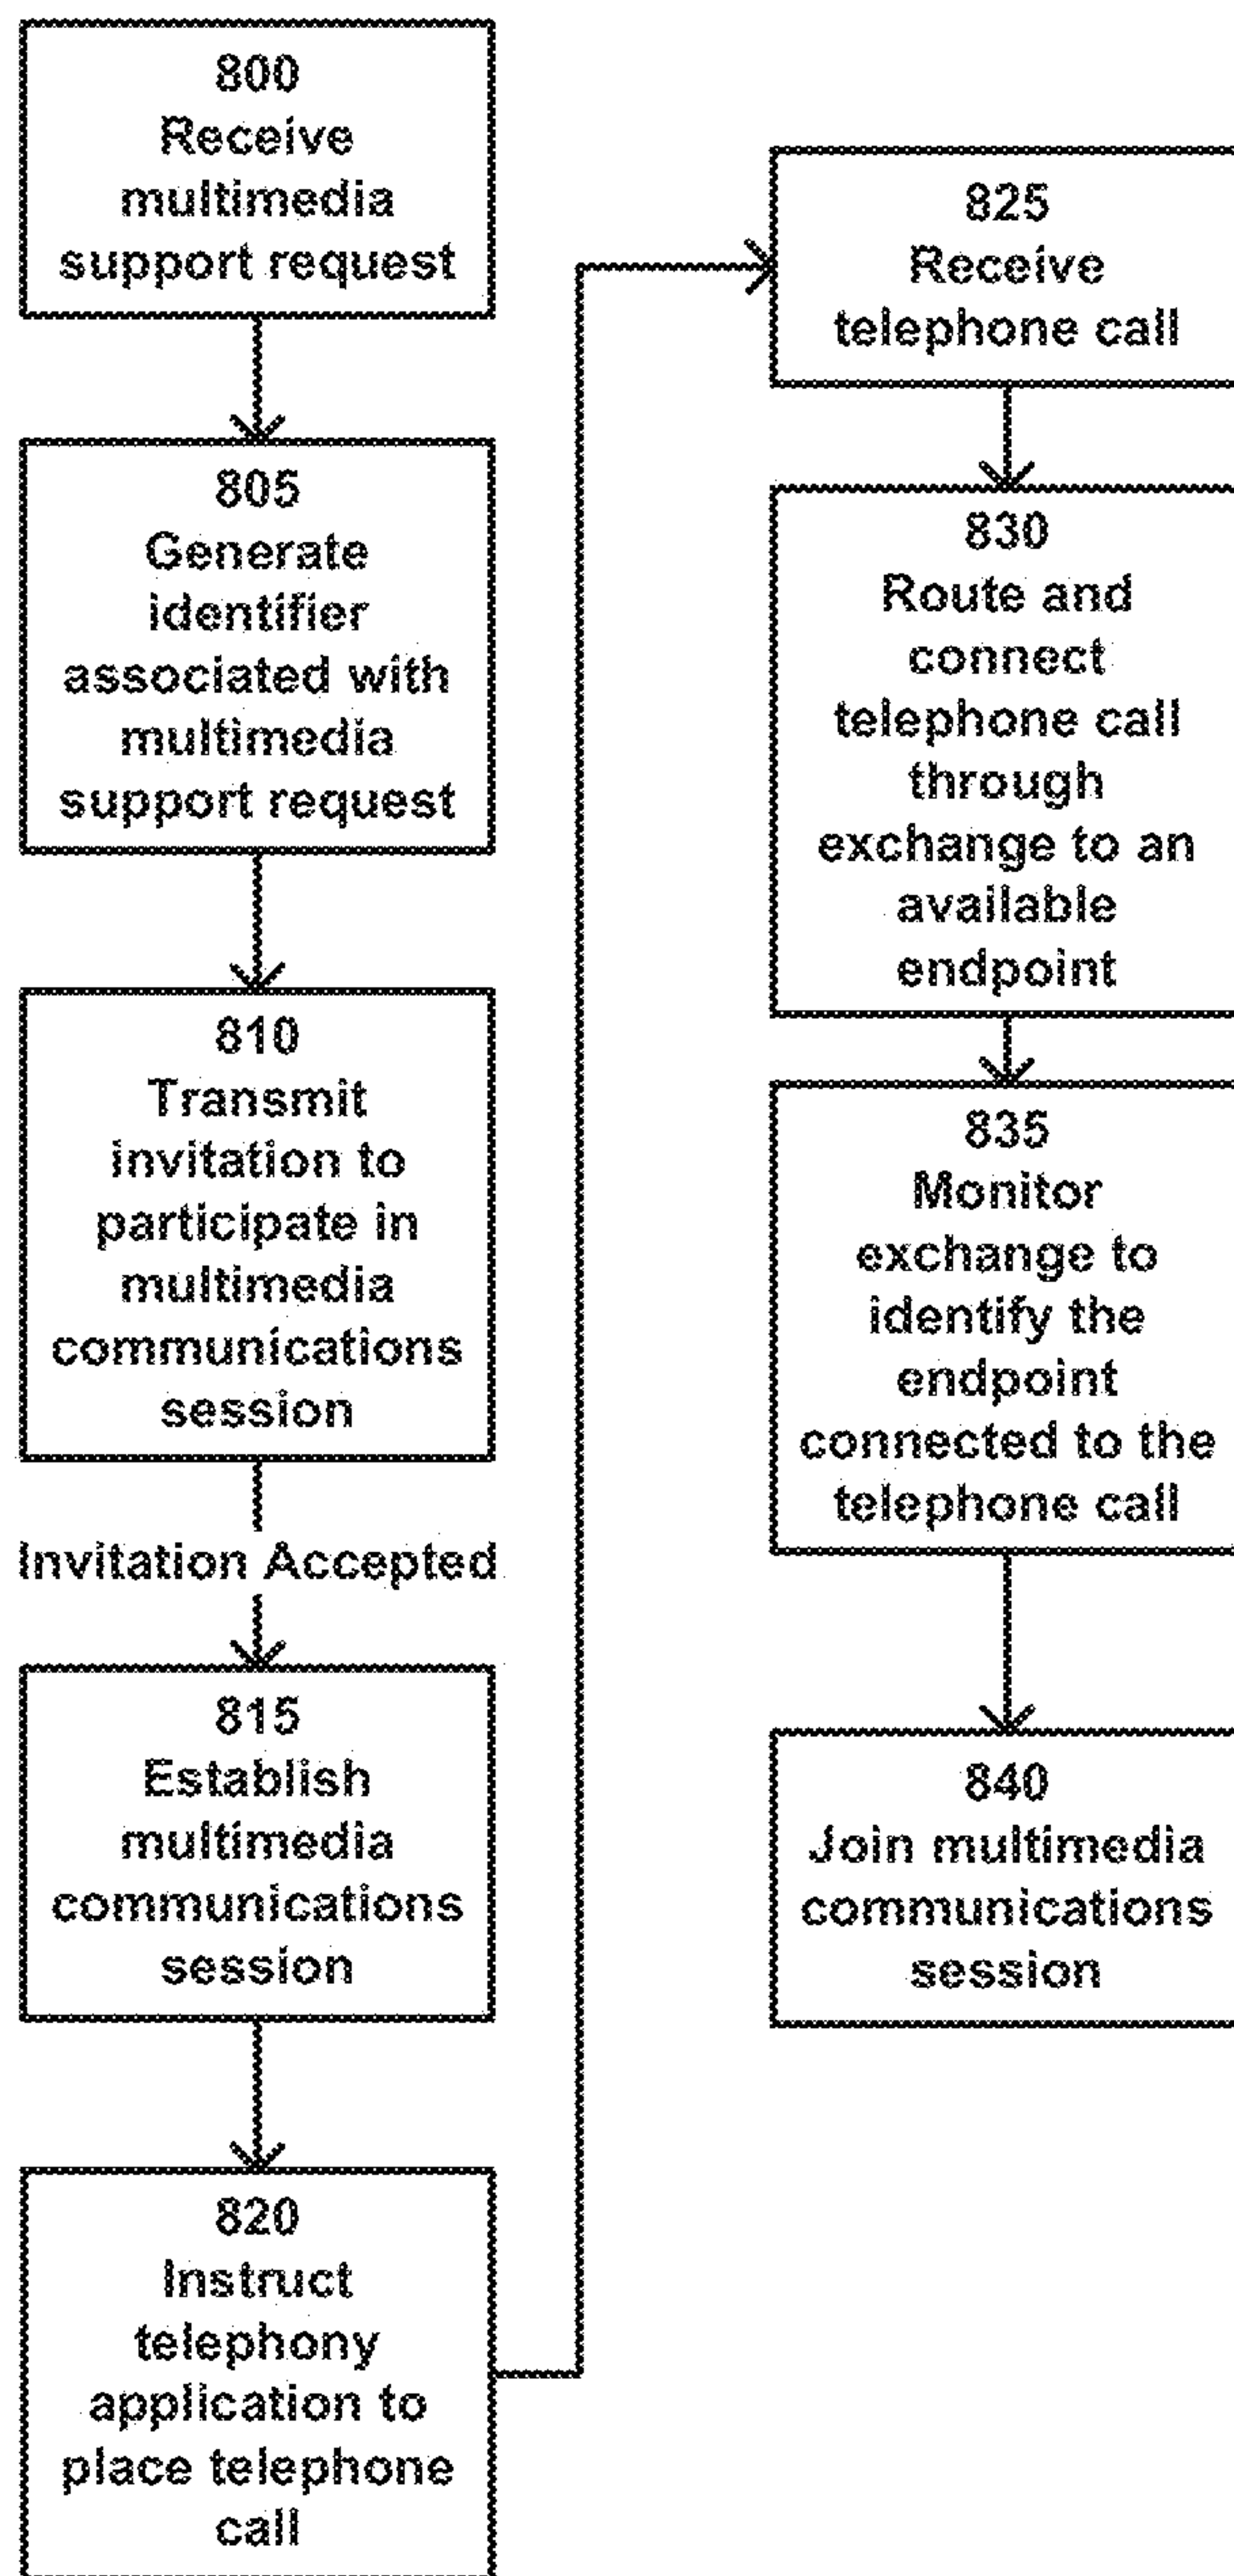 800
Receive
multimedia
support request
805
Generate
identifier
associated with
multimedia
support request
810
Transmit
invitation to
participate in
multimedia
communications
session
Invitation Accepted
815
Establish
multimedia
communications
session
820
Instruct
telephony
application to
place telephone
call
825
Receive
telephone call
830
Route and
connect
telephone call
through
exchange to an
available
endpoint
835
Monitor
exchange to
identify the
endpoint
connected to the
telephone call
840
Join multimedia
communications
session